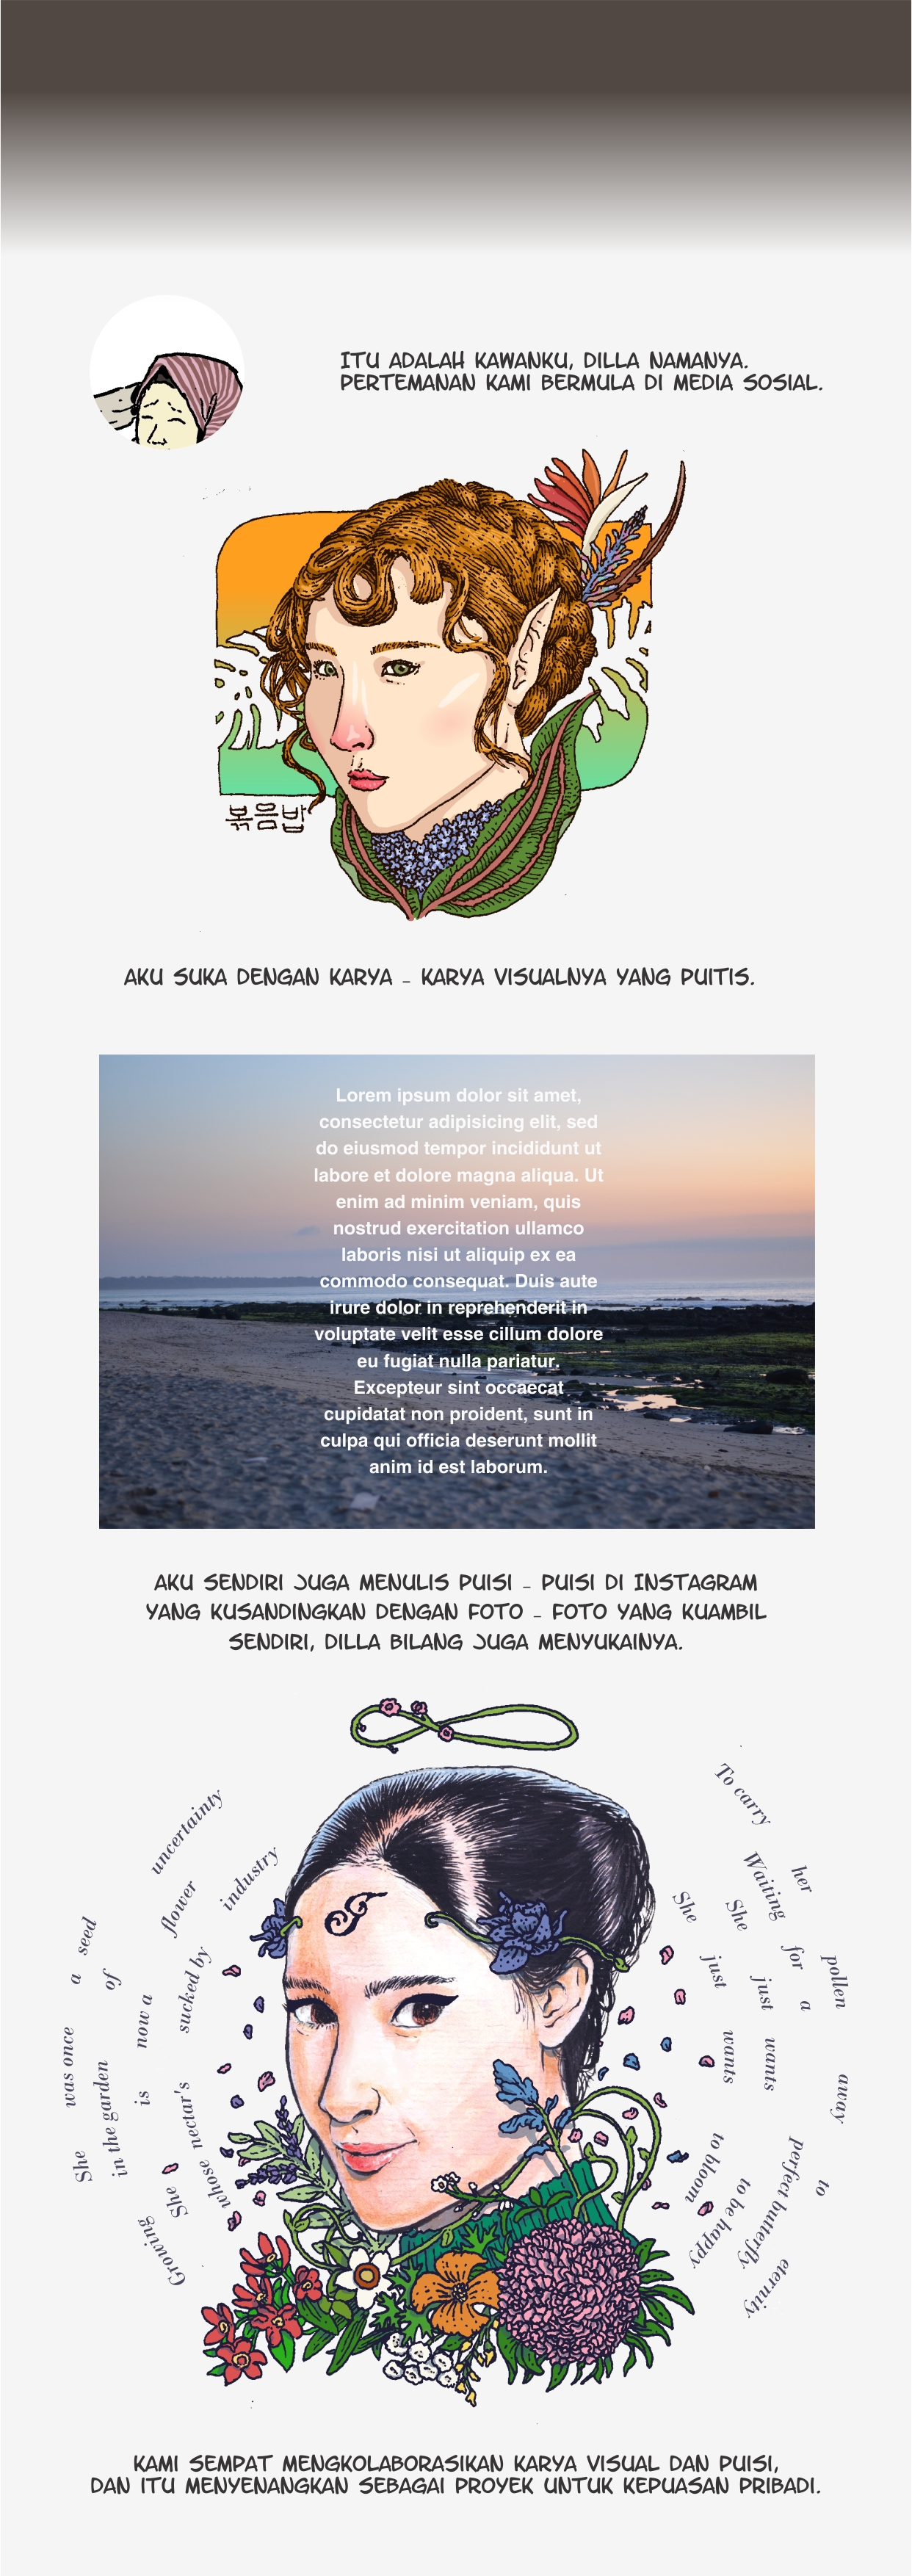 ITU ADALAH KAWANKU, DILLA NAMANYA.
PERTEMANAN KAMI BERMULA DI MEDIA SOSIAL.
볶음밥
AKU SUKA DENGAN KARYA - KARYA VISUALNYA YANG PUITIS.
Lorem ipsum dolor sit amet,
consectetur adipisicing elit, sed
do eiusmod tempor incididunt ut
labore et dolore magna aliqua. Ut
enim ad minim veniam, quis
nostrud exercitation ullamco
laboris nisi ut aliquip ex ea
commodo consequat. Duis aute
irure dolor in reprehenderit in
voluptate velit esse cillum dolore
eu fugiat nulla pariatur.
Excepteur sint occaecat
cupidatat non proident, sunt in
culpa qui officia deserunt mollit
anim id est laborum.
AKU SENDIRI JUGA MENULIS PUISI - PUISI DI INSTAGRAM
YANG KUSANDINGKAN DENGAN FOTO - FOTO YANG KUAMBIL
SENDIRI, DILLA BILANG JUGA MENYUKAINYA.
She was once a seed
Growing in the garden of uncertainty
She is now a flower
whose nectar's sucked by industry
She just wants to bloom
She just wants to be happy
Waiting for a perfect butterfly
To carry her pollen away to eternity
KAMI SEMPAT MENGKOLABORASIKAN KARYA VISUAL DAN PUISI,
DAN ITU MENYENANGKAN SEBAGAI PROYEK UNTUK KEPUASAN PRIBADI.